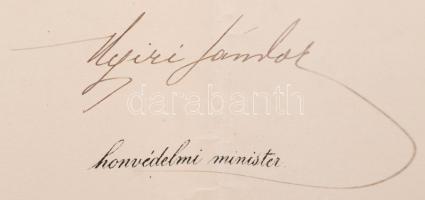 Nyiri Sándor
darabanth
honvédelmi minister.